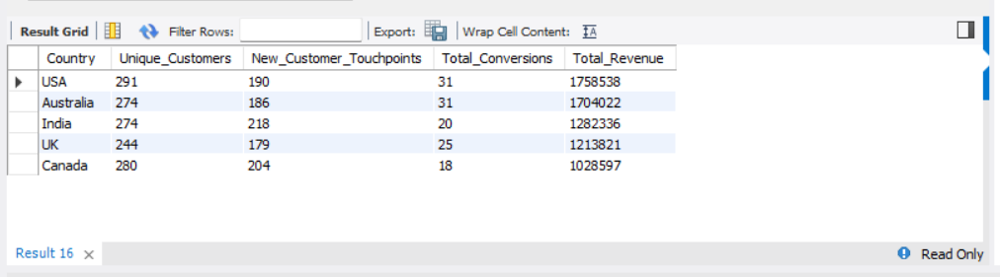 Result Grid Filter Rows: Export: Wrap Cell Content: IA
Country Unique_Customers New_Customer_Touchpoints Total_Conversions Total_Revenue
USA 291 190 31 1758538
Australia 274 186 31 1704022
India 274 218 20 1282336
UK 244 179 25 1213821
Canada 280 204 18 1028597
Result 16 × Read Only